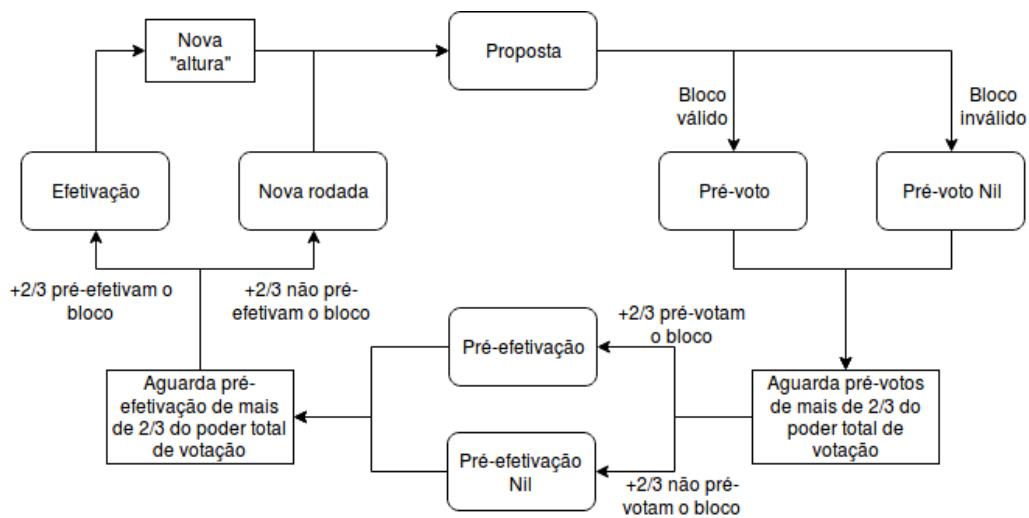 Nova
"altura"
Proposta
Bloco
válido
Bloco
inválido
Efetivação
Nova rodada
Pré-voto
Pré-voto Nil
+2/3 pré-efetivam o
bloco
+2/3 não pré-
efetivam o bloco
+2/3 pré-votam
o bloco
Pré-efetivação
Aguarda pré-
efetivação de mais
de 2/3 do poder total
de votação
Aguarda pré-votos
de mais de 2/3 do
poder total de
votação
Pré-efetivação
Nil
+2/3 não pré-
votam o bloco